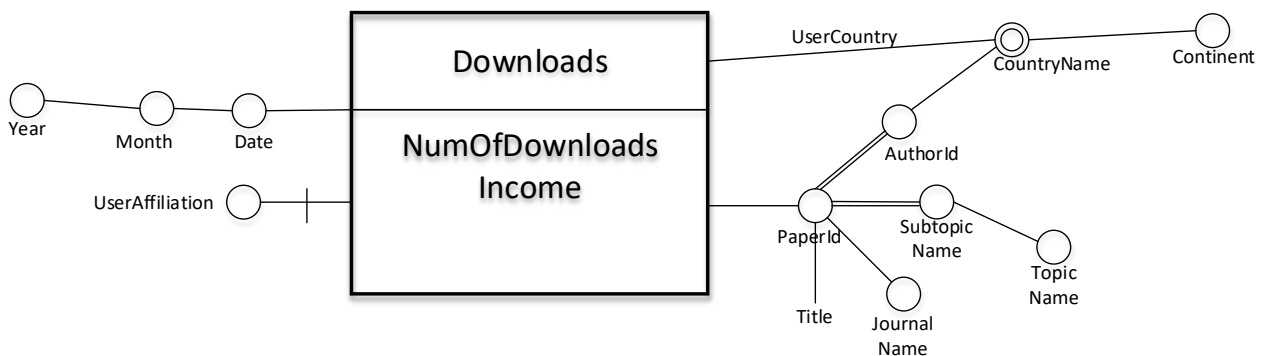 Downloads
NumOfDownloads
Income
Year
Month
Date
UserAffiliation
UserCountry
CountryName
Continent
AuthorId
PaperId
Subtopic
Name
Topic
Name
Title
Journal
Name